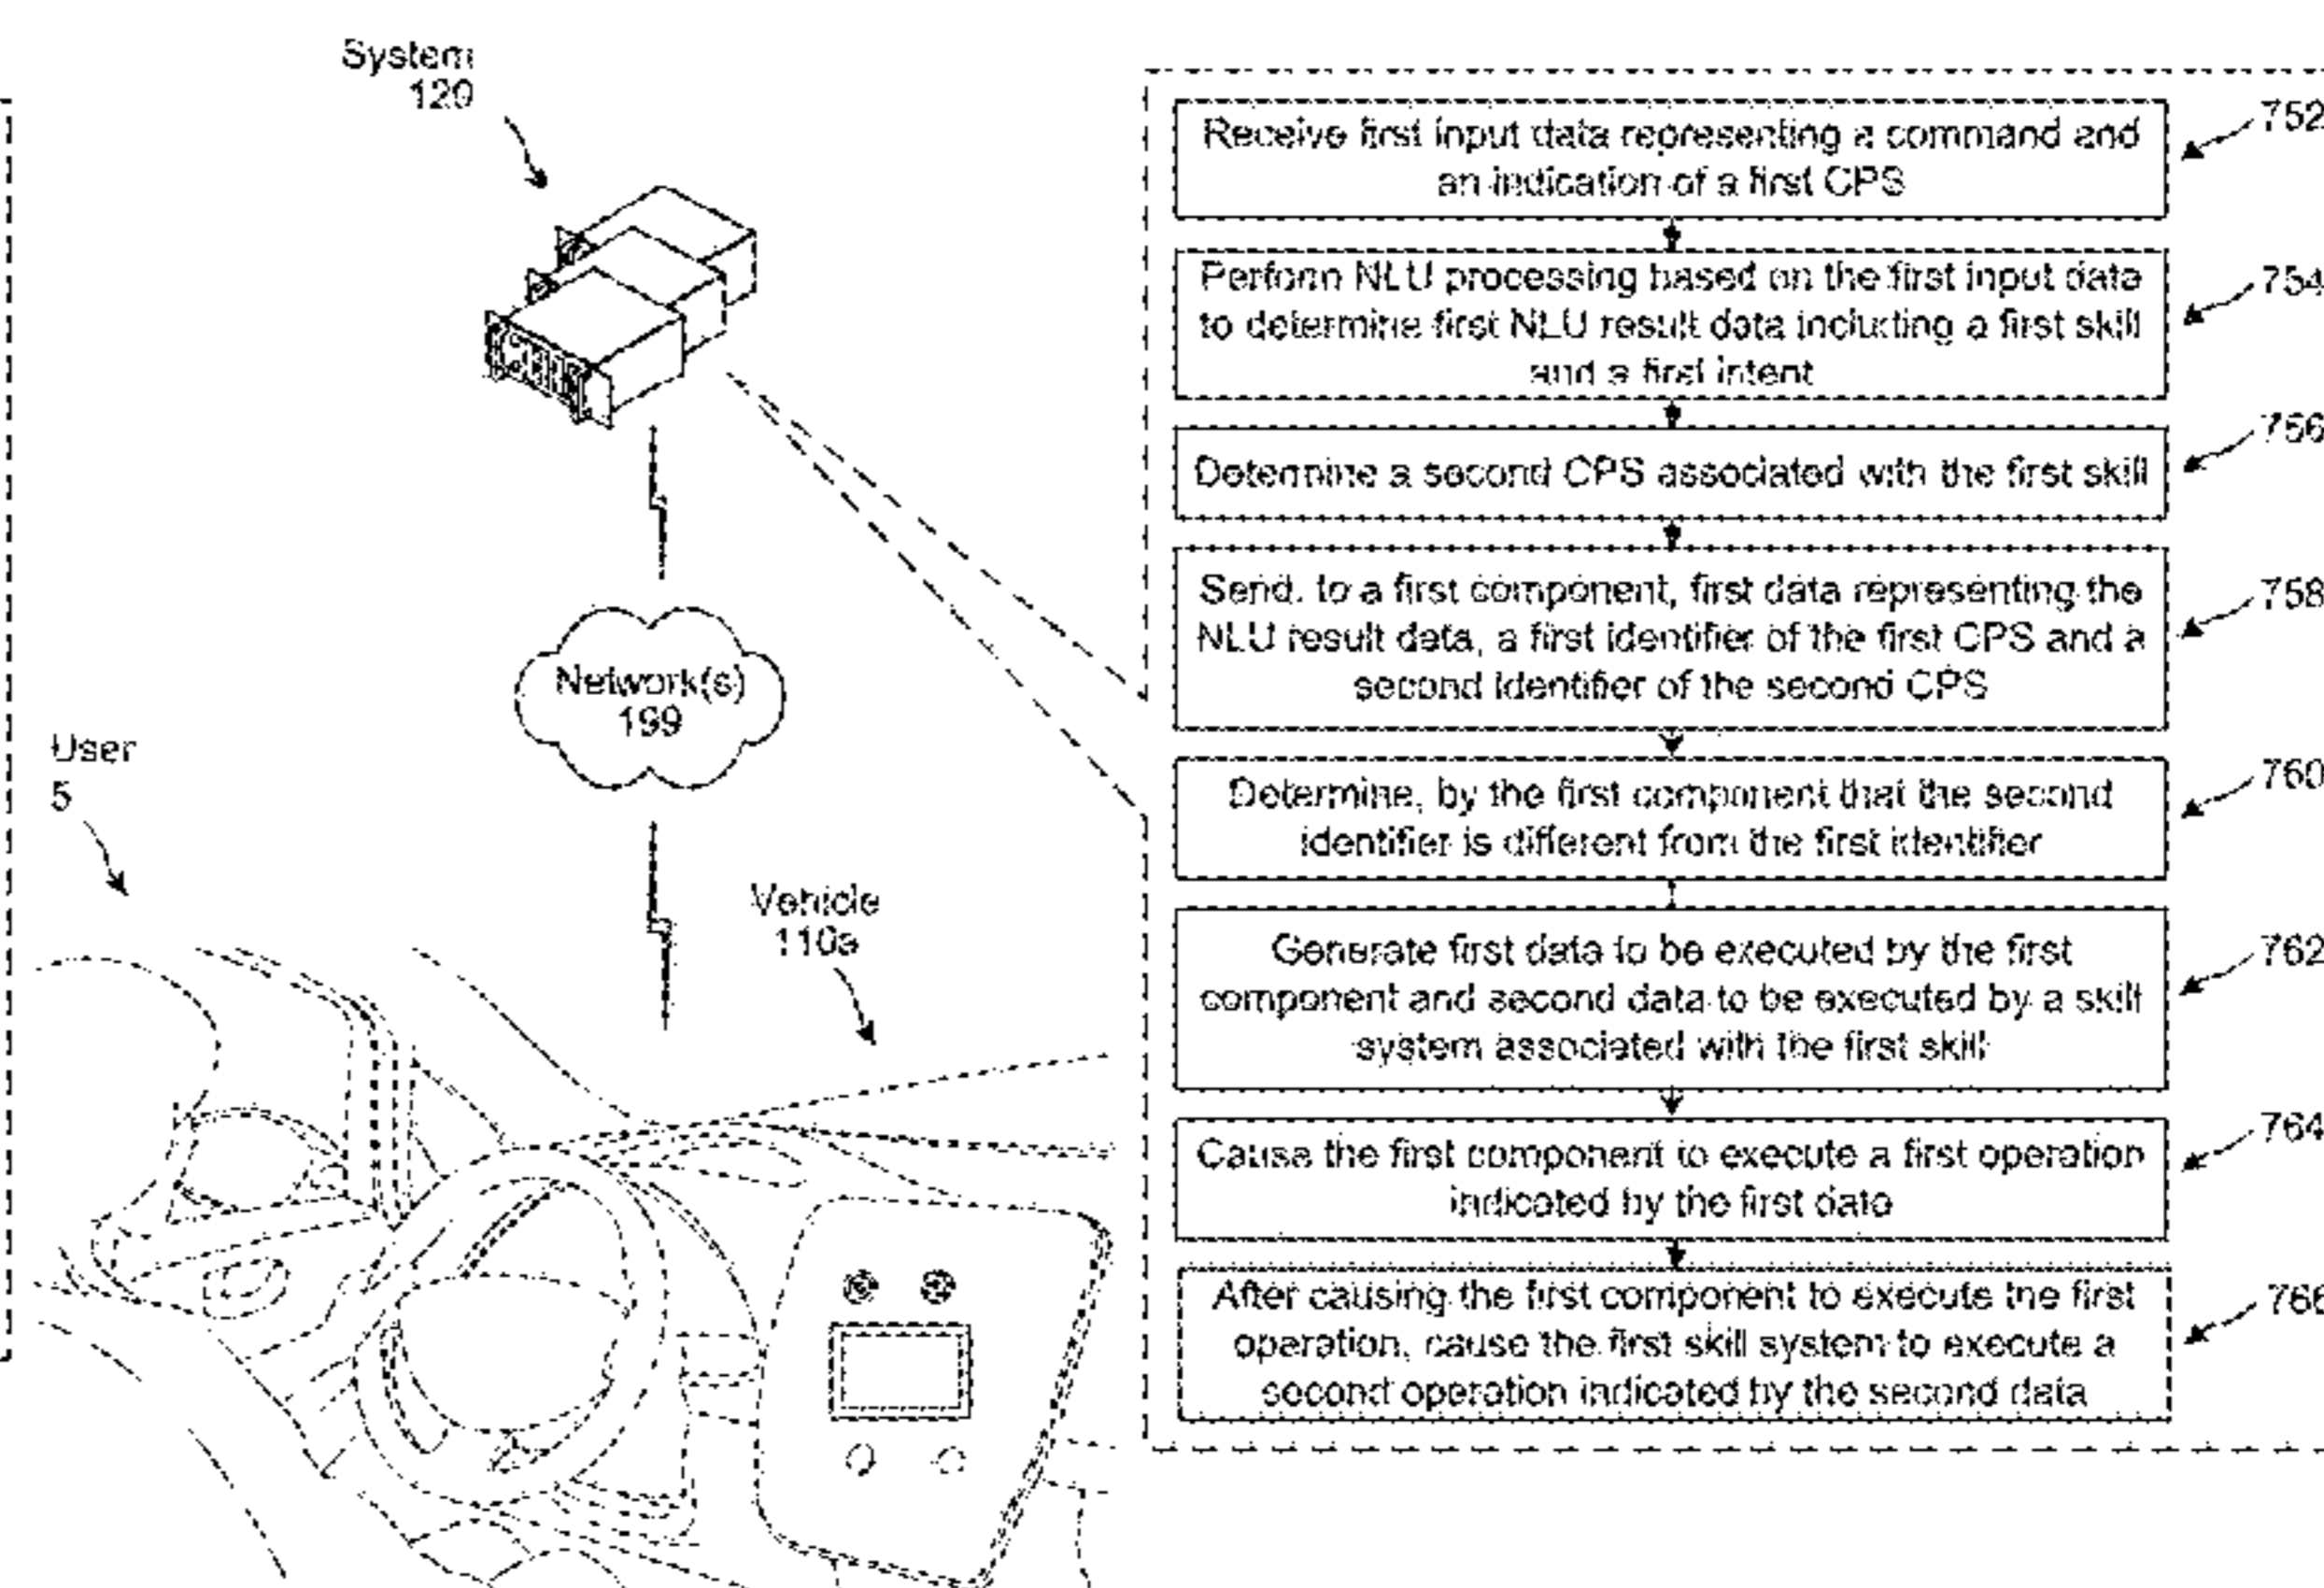 System
120
Network(s)
199
User
5
Vehicle
110a
Receive first input data representing a command and
an indication of a first CPS
752
Perform NLU processing based on the first input data
to determine first NLU result data including a first skill
and a first intent
754
Determine a second CPS associated with the first skill
756
Send, to a first component, first data representing the
NLU result data, a first identifier of the first CPS and a
second identifier of the second CPS
758
Determine, by the first component that the second
identifier is different from the first identifier
760
Generate first data to be executed by the first
component and second data to be executed by a skill
system associated with the first skill
762
Cause the first component to execute a first operation
indicated by the first data
764
After causing the first component to execute the first
operation, cause the first skill system to execute a
second operation indicated by the second data
766